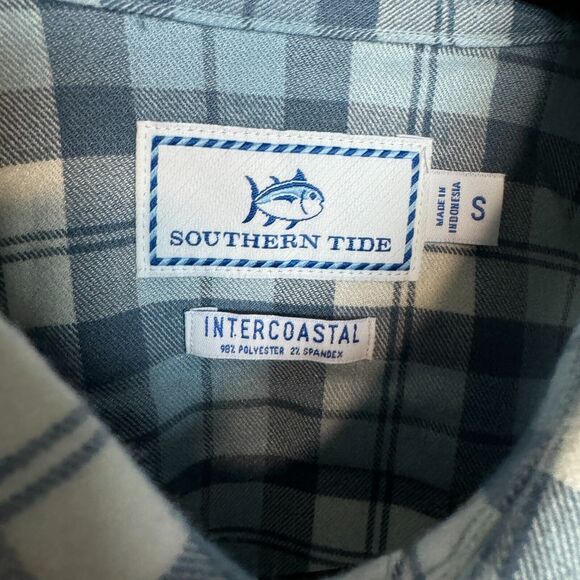 SOUTHERN TIDE
MADE IN
INDONESIA
S
INTERCOASTAL
98% POLYESTER 2% SPANDEX